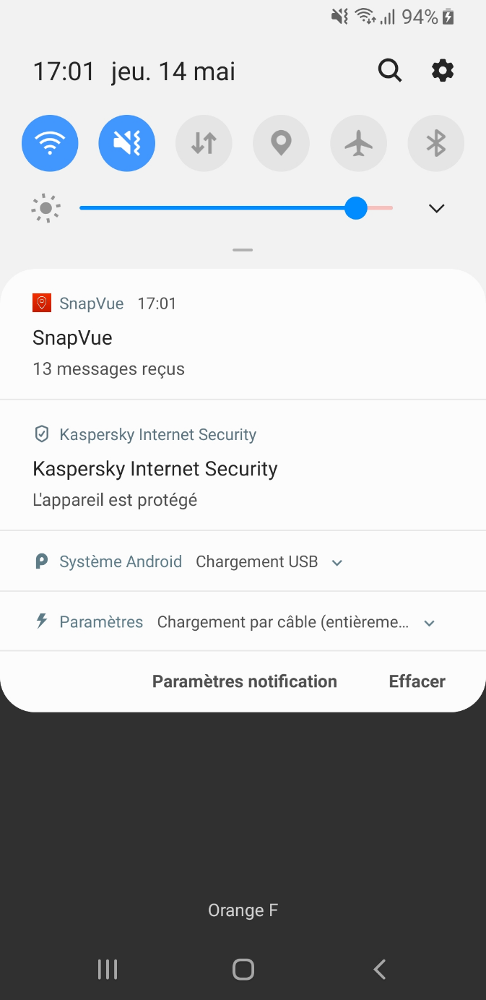 94%
17:01 jeu. 14 mai
SnapVue 17:01
SnapVue
13 messages reçus
Kaspersky Internet Security
Kaspersky Internet Security
L'appareil est protégé
Système Android Chargement USB
Paramètres Chargement par câble (entièreme...
Paramètres notification Effacer
Orange F